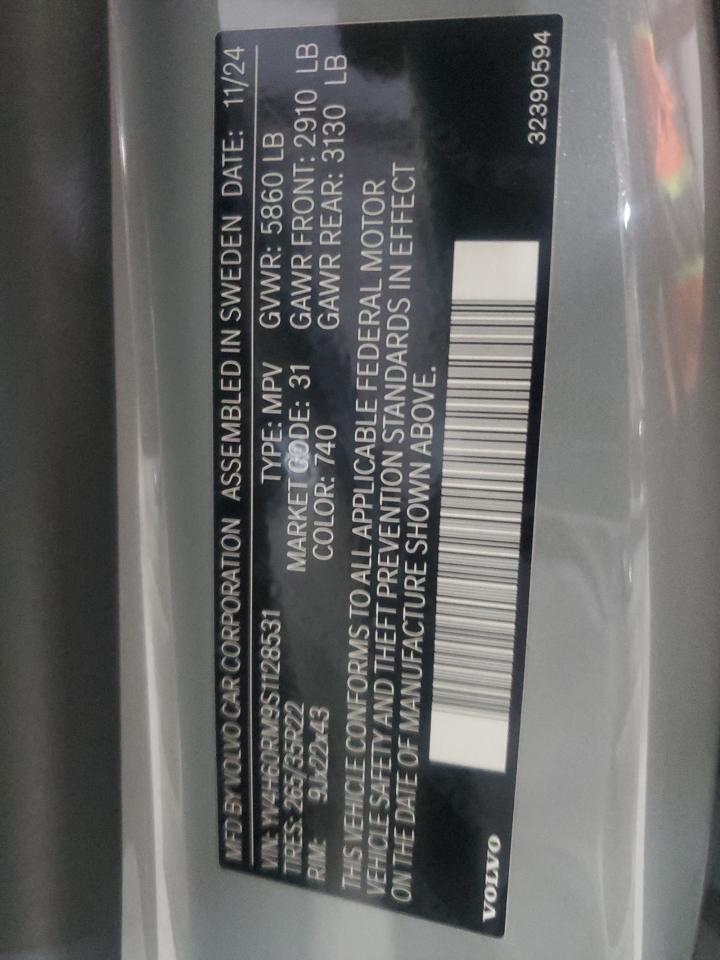 MFD BY VOLVO CAR CORPORATION ASSEMBLED IN SWEDEN DATE: 11/24
VIN: YV4H60RM9S1128531 TYPE: MPV GVWR: 5860 LB
TIRES: 265/35R22 MARKET CODE: 31 GAWR FRONT: 2910 LB
RIM: 9Jx22x43 COLOR: 740 GAWR REAR: 3130 LB
THIS VEHICLE CONFORMS TO ALL APPLICABLE FEDERAL MOTOR
VEHICLE SAFETY AND THEFT PREVENTION STANDARDS IN EFFECT
ON THE DATE OF MANUFACTURE SHOWN ABOVE.
VOLVO 32390594